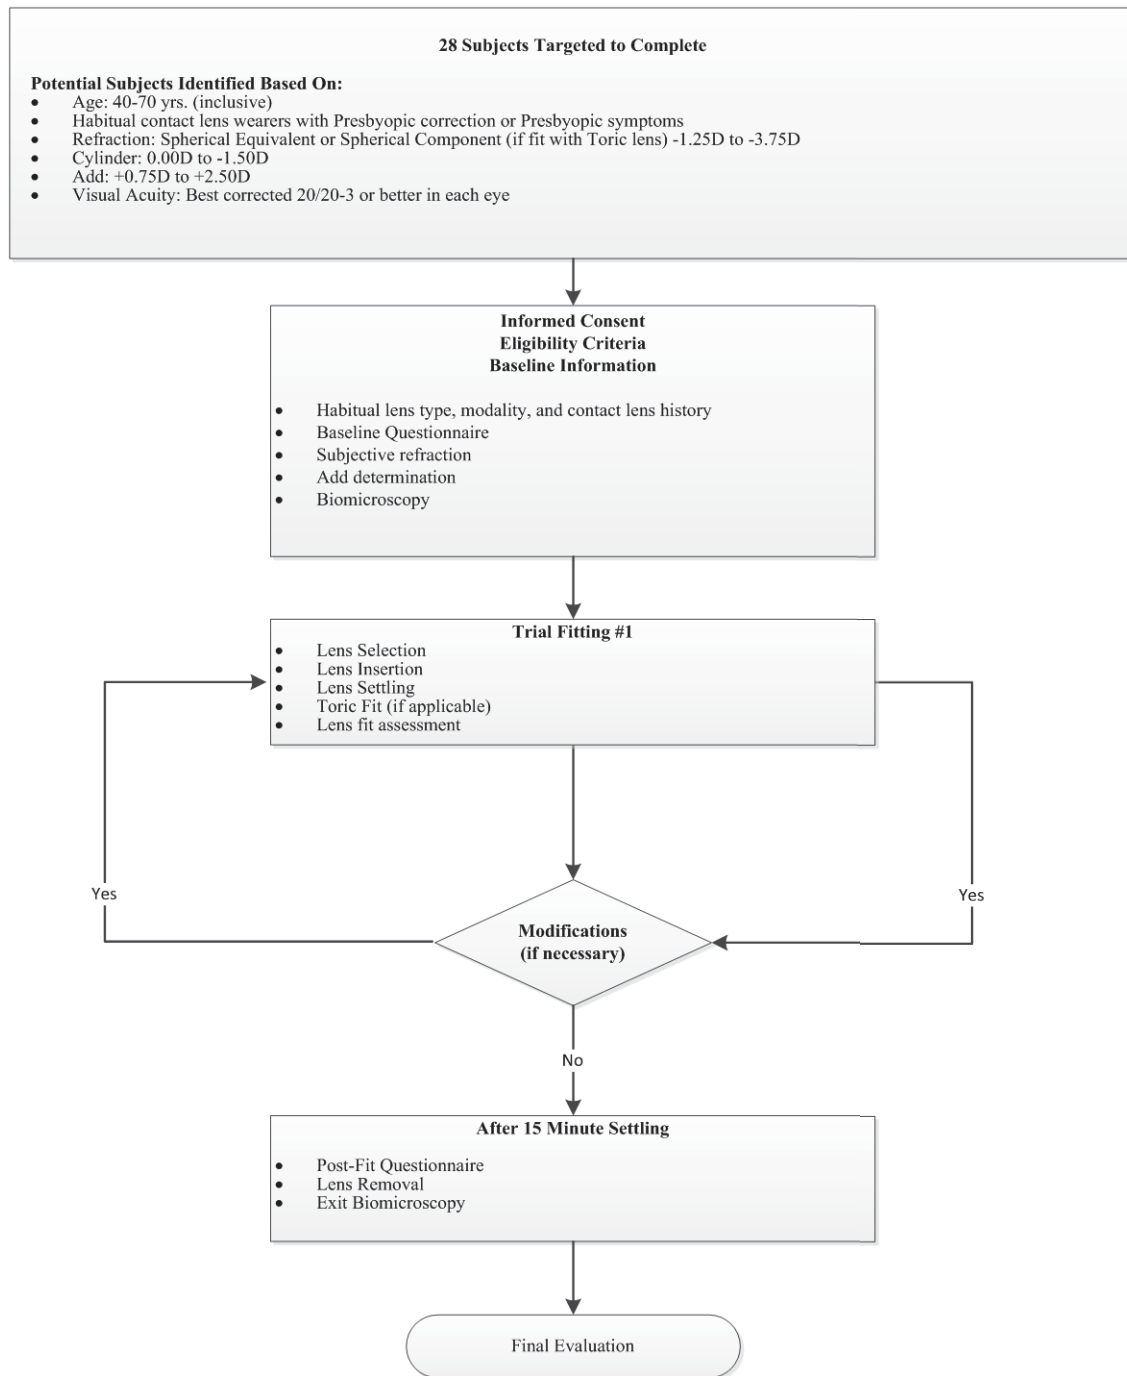 28 Subjects Targeted to Complete
Potential Subjects Identified Based On:
• Age: 40-70 yrs. (inclusive)
• Habitual contact lens wearers with Presbyopic correction or Presbyopic symptoms
• Refraction: Spherical Equivalent or Spherical Component (if fit with Toric lens) -1.25D to -3.75D
• Cylinder: 0.00D to -1.50D
• Add: +0.75D to +2.50D
• Visual Acuity: Best corrected 20/20-3 or better in each eye
Informed Consent
Eligibility Criteria
Baseline Information
• Habitual lens type, modality, and contact lens history
• Baseline Questionnaire
• Subjective refraction
• Add determination
• Biomicroscopy
Trial Fitting #1
• Lens Selection
• Lens Insertion
• Lens Settling
• Toric Fit (if applicable)
• Lens fit assessment
Yes
Yes
Modifications
(if necessary)
No
After 15 Minute Settling
• Post-Fit Questionnaire
• Lens Removal
• Exit Biomicroscopy
Final Evaluation